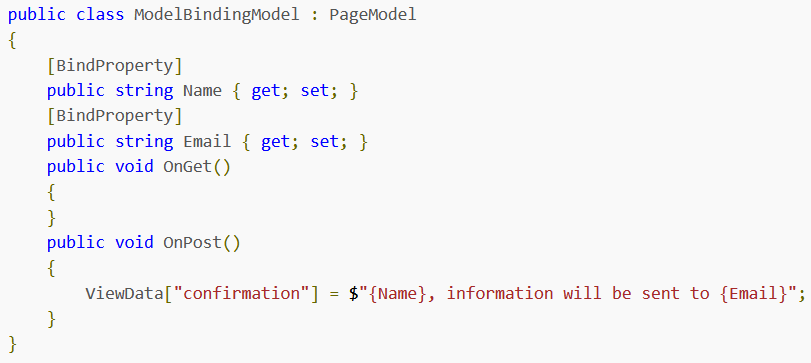 public class ModelBindingModel : PageModel
{
    [BindProperty]
    public string Name { get; set; }
    [BindProperty]
    public string Email { get; set; }
    public void OnGet()
    {
    }
    public void OnPost()
    {
        ViewData["confirmation"] = $"{Name}, information will be sent to {Email}";
    }
}